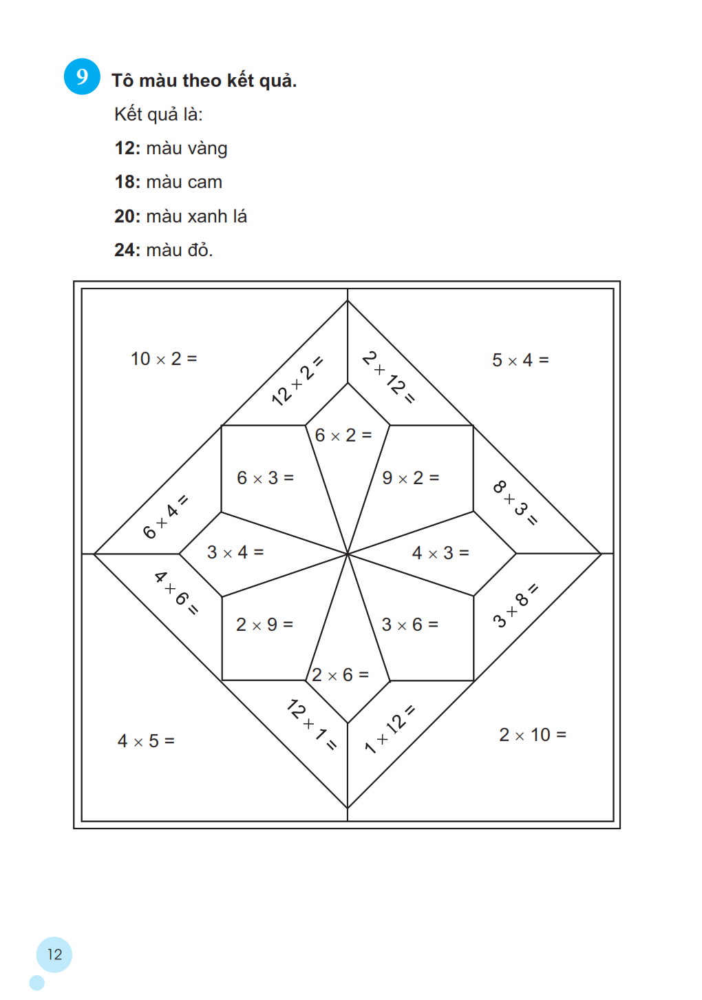 9
Tô màu theo kết quả.
Kết quả là:
12: màu vàng
18: màu cam
20: màu xanh lá
24: màu đỏ.
10 × 2 =
5 × 4 =
12 × 2 =
2 × 12 =
6 × 2 =
6 × 3 =
9 × 2 =
6 × 4 =
8 × 3 =
3 × 4 =
4 × 3 =
4 × 6 =
3 × 8 =
2 × 9 =
3 × 6 =
2 × 6 =
12 × 1 =
1 × 12 =
4 × 5 =
2 × 10 =
12